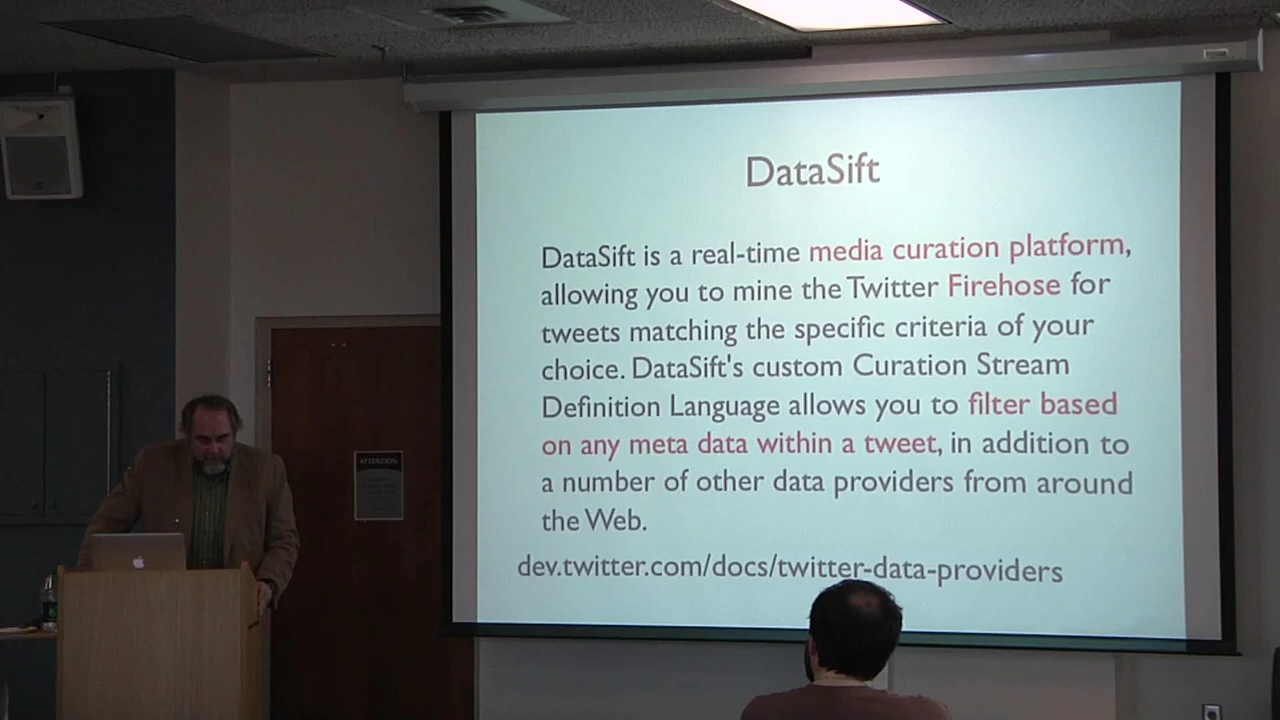 DataSift
DataSift is a real-time media curation platform,
allowing you to mine the Twitter Firehose for
tweets matching the specific criteria of your
choice. DataSift's custom Curation Stream
Definition Language allows you to filter based
on any meta data within a tweet, in addition to
a number of other data providers from around
the Web.
dev.twitter.com/docs/twitter-data-providers
ATTENTION